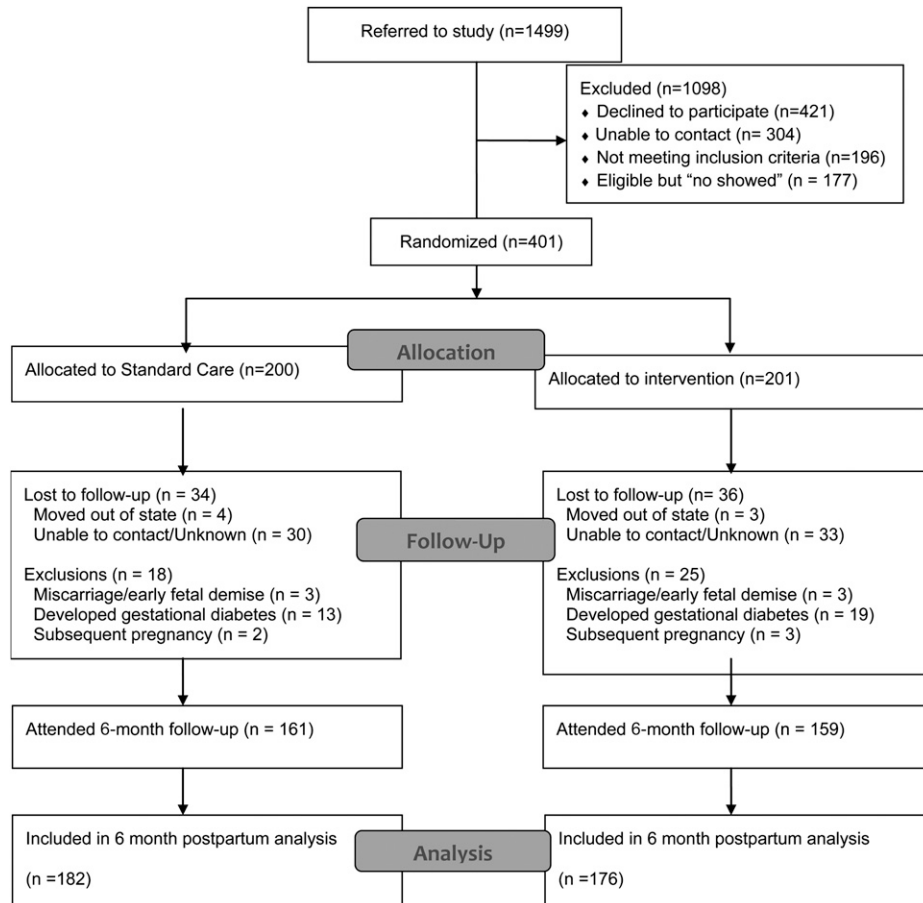 Referred to study (n=1499)
Excluded (n=1098)
♦ Declined to participate (n=421)
♦ Unable to contact (n= 304)
♦ Not meeting inclusion criteria (n=196)
♦ Eligible but “no showed” (n = 177)
Randomized (n=401)
Allocation
Allocated to Standard Care (n=200)
Allocated to intervention (n=201)
Lost to follow-up (n = 34)
Moved out of state (n = 4)
Unable to contact/Unknown (n = 30)
Exclusions (n = 18)
Miscarriage/early fetal demise (n = 3)
Developed gestational diabetes (n = 13)
Subsequent pregnancy (n = 2)
Follow-Up
Lost to follow-up (n= 36)
Moved out of state (n = 3)
Unable to contact/Unknown (n = 33)
Exclusions (n = 25)
Miscarriage/early fetal demise (n = 3)
Developed gestational diabetes (n = 19)
Subsequent pregnancy (n = 3)
Attended 6-month follow-up (n = 161)
Attended 6-month follow-up (n = 159)
Included in 6 month postpartum analysis
(n =182)
Analysis
Included in 6 month postpartum analysis
(n =176)